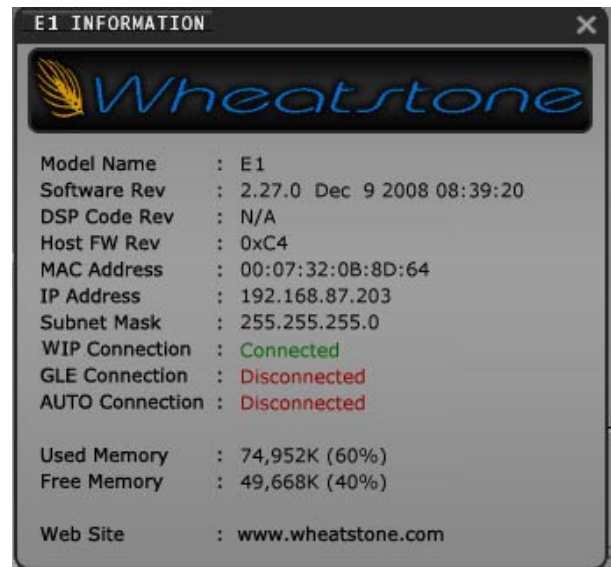 E1 INFORMATION
Wheatstone
Model Name : E1
Software Rev : 2.27.0 Dec 9 2008 08:39:20
DSP Code Rev : N/A
Host FW Rev : 0xC4
MAC Address : 00:07:32:0B:8D:64
IP Address : 192.168.87.203
Subnet Mask : 255.255.255.0
WIP Connection : Connected
GLE Connection : Disconnected
AUTO Connection : Disconnected
Used Memory : 74,952K (60%)
Free Memory : 49,668K (40%)
Web Site : www.wheatstone.com